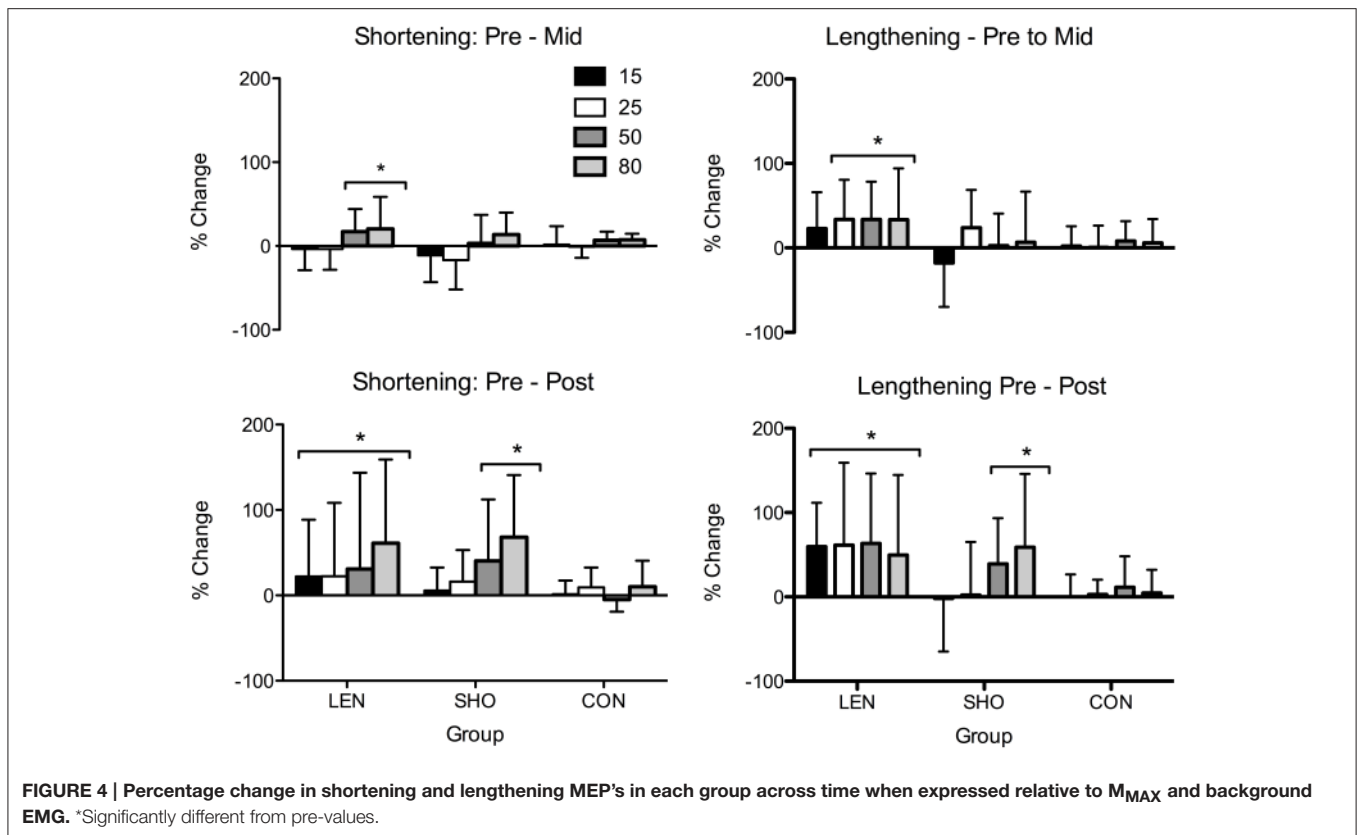 Shortening: Pre - Mid
200
100
0
-100
% Change
*
15
25
50
80
Lengthening - Pre to Mid
200
100
0
-100
% Change
*
Shortening: Pre - Post
200
100
0
-100
% Change
*
*
LEN
SHO
CON
Group
Lengthening Pre - Post
200
100
0
-100
% Change
*
*
LEN
SHO
CON
Group
FIGURE 4 | Percentage change in shortening and lengthening MEP's in each group across time when expressed relative to MMAX and background
EMG. *Significantly different from pre-values.